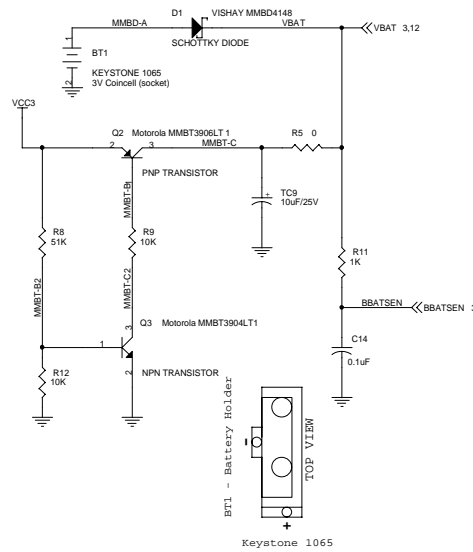 D1 VISHAY MMBD4148
MMBD-A
VBAT
VBAT 3,12
SCHOTTKY DIODE
1
BT1
2
KEYSTONE 1065
3V Coincell (socket)
VCC3
Q2 Motorola MMBT3906LT1
2
3
MMBT-C
R5 0
1
PNP TRANSISTOR
MMBT-B1
TC9
10uF/25V
+
R8
51K
R9
10K
R11
1K
MMBT-B2
MMBT-C2
BBATSEN
BBATSEN
Q3 Motorola MMBT3904LT1
3
1
2
C14
0.1uF
R12
10K
NPN TRANSISTOR
BT1 - Battery Holder
-
TOP VIEW
+
Keystone 1065